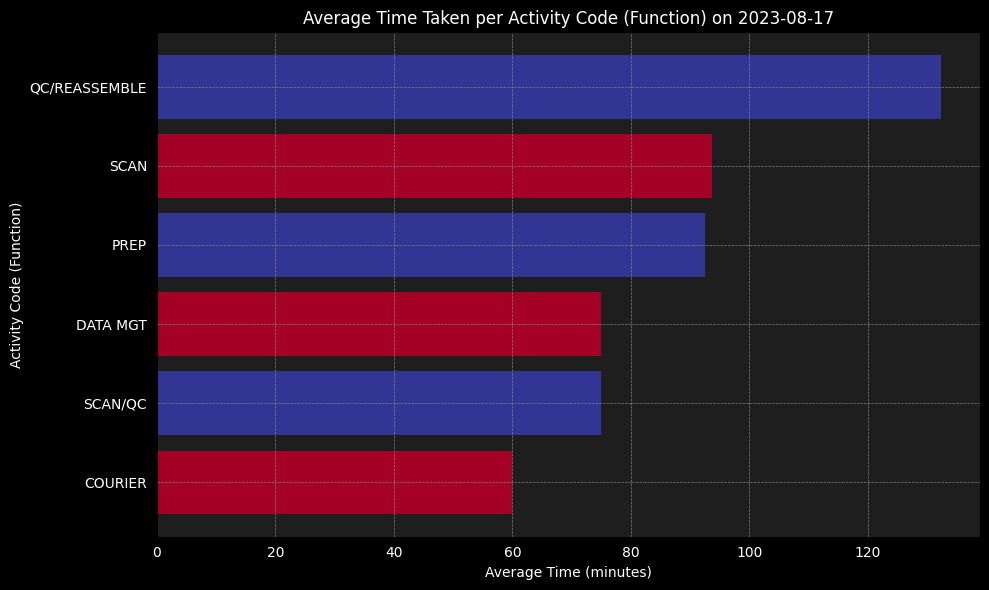 Average Time Taken per Activity Code (Function) on 2023-08-17
Activity Code (Function)
QC/REASSEMBLE
SCAN
PREP
DATA MGT
SCAN/QC
COURIER
0 20 40 60 80 100 120
Average Time (minutes)